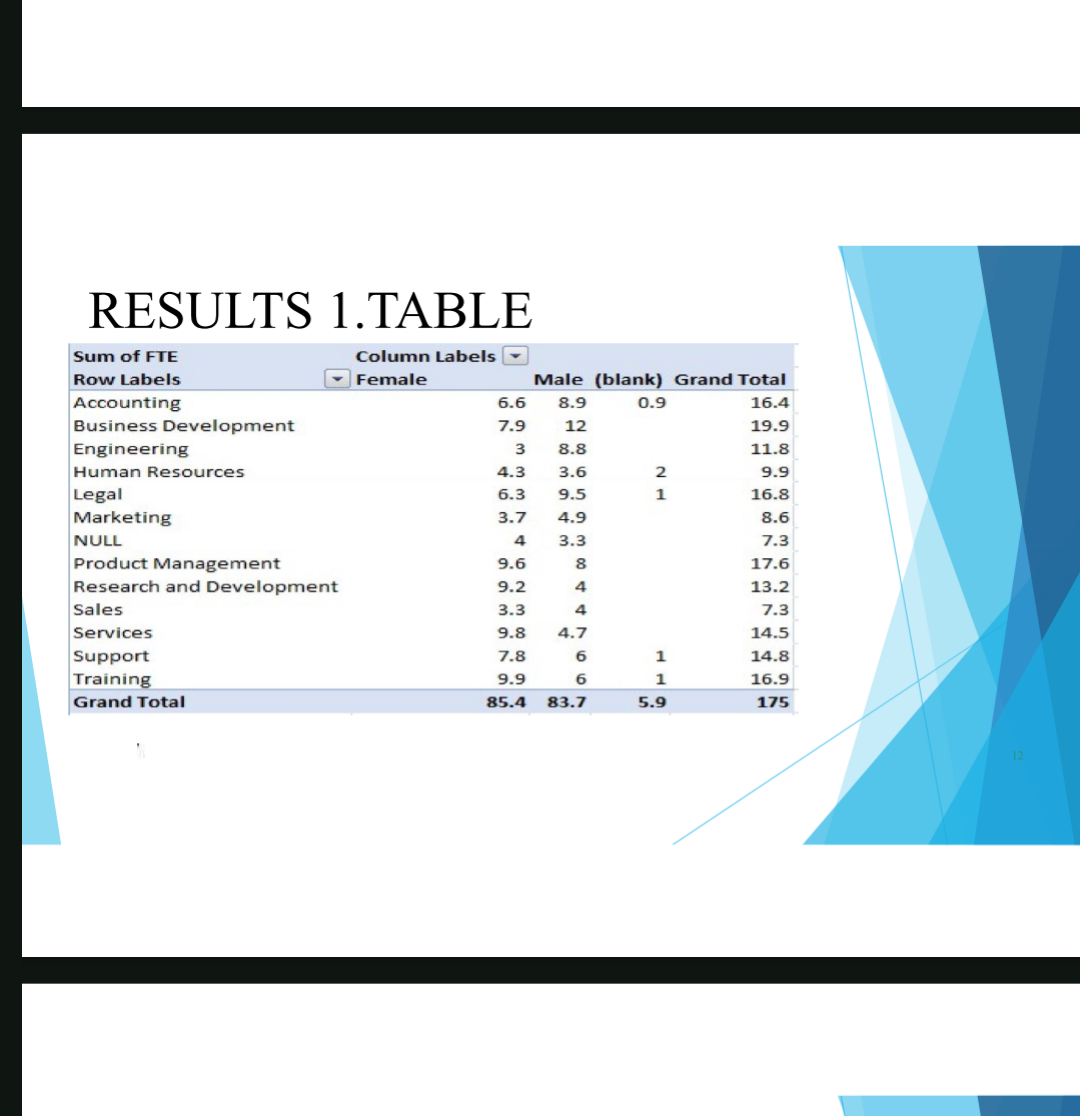 RESULTS 1.TABLE
Sum of FTE Column Labels
Row Labels Female Male (blank) Grand Total
Accounting 6.6 8.9 0.9 16.4
Business Development 7.9 12 19.9
Engineering 3 8.8 11.8
Human Resources 4.3 3.6 2 9.9
Legal 6.3 9.5 1 16.8
Marketing 3.7 4.9 8.6
NULL 4 3.3 7.3
Product Management 9.6 8 17.6
Research and Development 9.2 4 13.2
Sales 3.3 4 7.3
Services 9.8 4.7 14.5
Support 7.8 6 1 14.8
Training 9.9 6 1 16.9
Grand Total 85.4 83.7 5.9 175
12